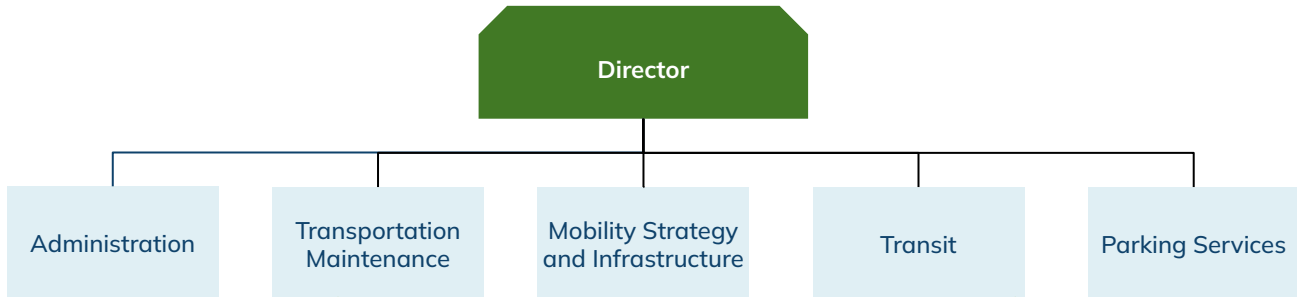 Director
Administration
Transportation
Maintenance
Mobility Strategy
and Infrastructure
Transit
Parking Services